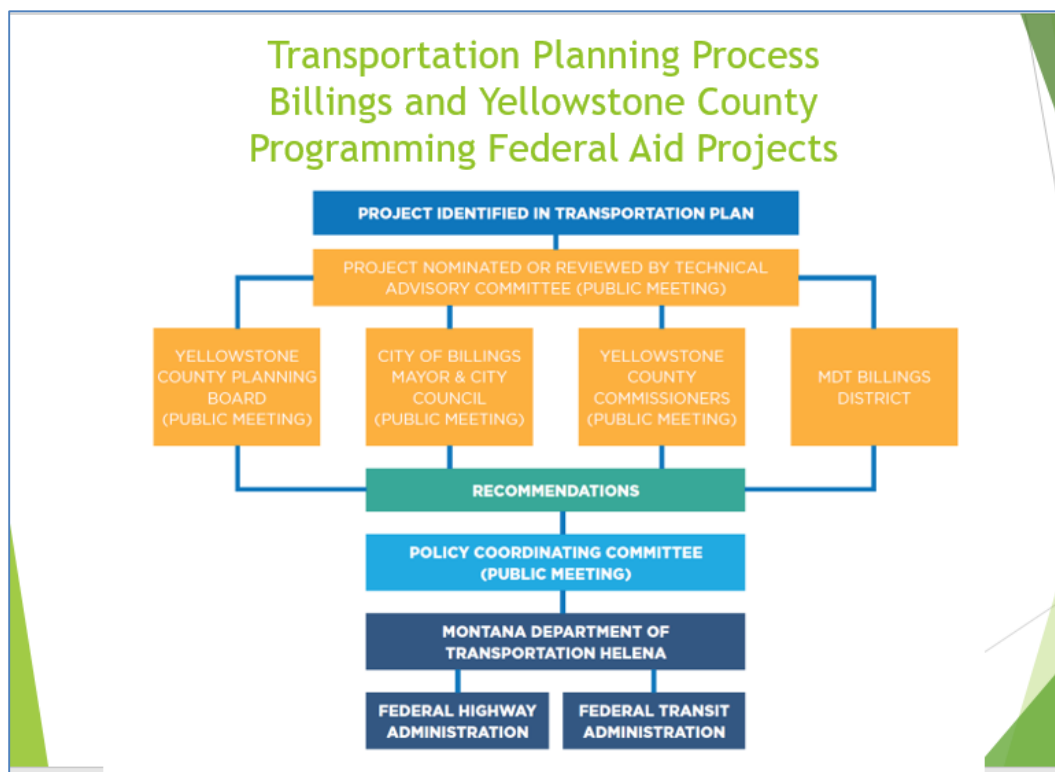 Transportation Planning Process
Billings and Yellowstone County
Programming Federal Aid Projects
PROJECT IDENTIFIED IN TRANSPORTATION PLAN
PROJECT NOMINATED OR REVIEWED BY TECHNICAL
ADVISORY COMMITTEE (PUBLIC MEETING)
YELLOWSTONE
COUNTY PLANNING
BOARD
(PUBLIC MEETING)
CITY OF BILLINGS
MAYOR & CITY
COUNCIL
(PUBLIC MEETING)
YELLOWSTONE
COUNTY
COMMISSIONERS
(PUBLIC MEETING)
MDT BILLINGS
DISTRICT
RECOMMENDATIONS
POLICY COORDINATING COMMITTEE
(PUBLIC MEETING)
MONTANA DEPARTMENT OF
TRANSPORTATION HELENA
FEDERAL HIGHWAY
ADMINISTRATION
FEDERAL TRANSIT
ADMINISTRATION